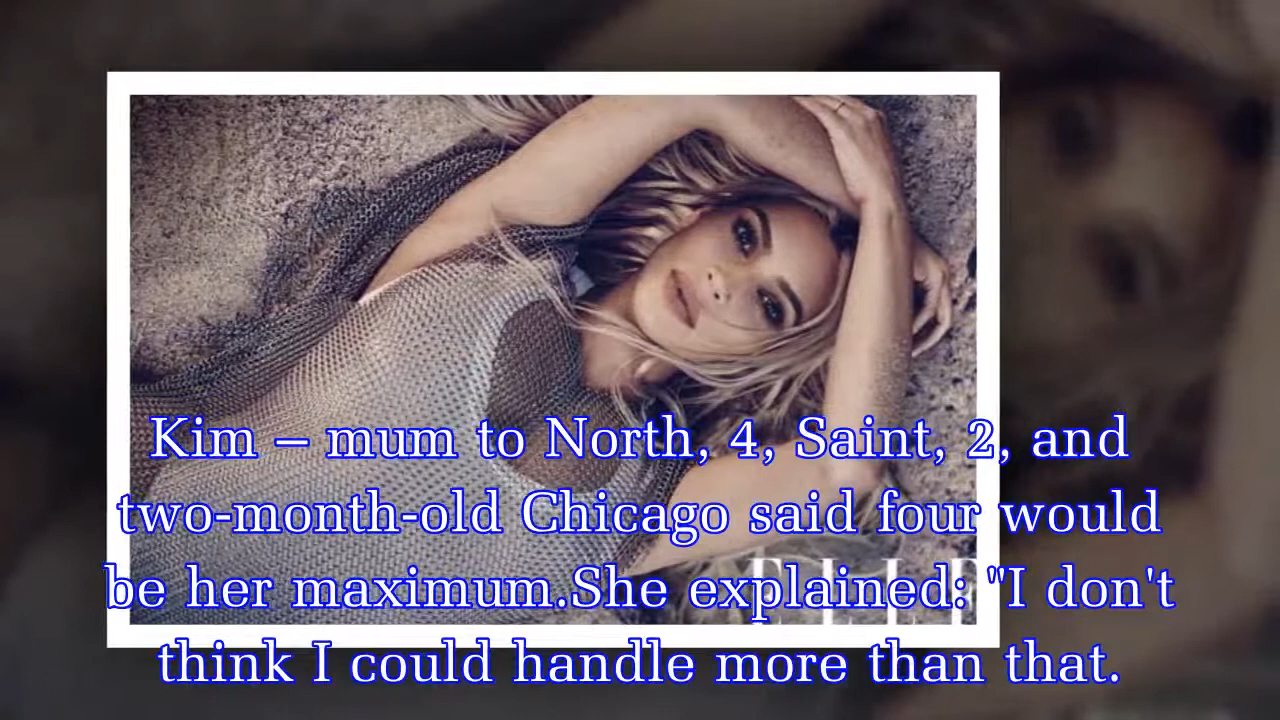 Kim – mum to North, 4, Saint, 2, and
two-month-old Chicago said four would
be her maximum.She explained: "I don't
think I could handle more than that.
ELLE